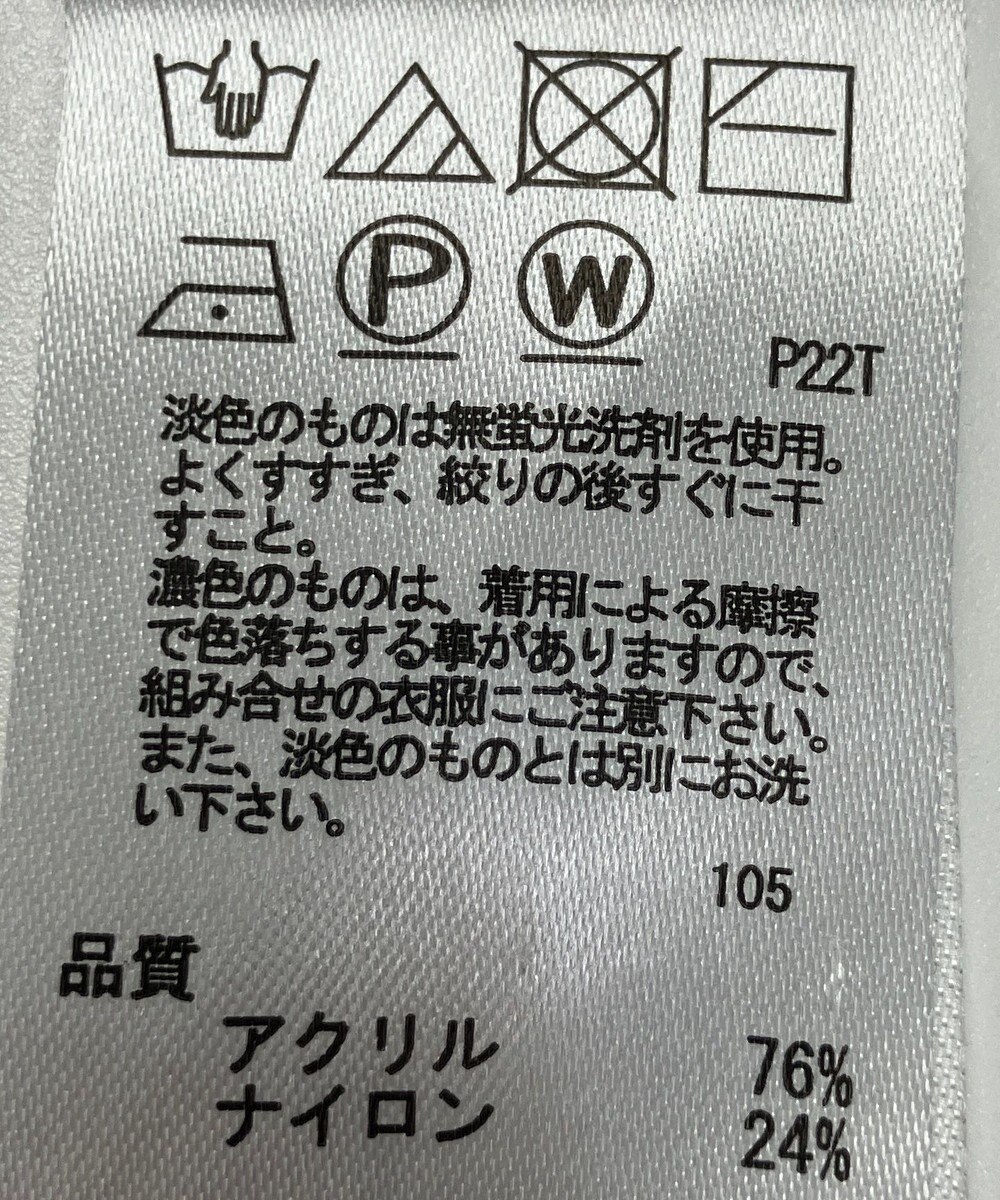 P
W
P22T
淡色のものは無蛍光洗剤を使用。
よくすすぎ、絞りの後すぐに干
すこと。
濃色のものは、着用による摩擦
で色落ちする事がありますので、
組み合せの衣服にご注意下さい。
また、淡色のものとは別にお洗
い下さい。
105
品質
アクリル 76%
ナイロン 24%